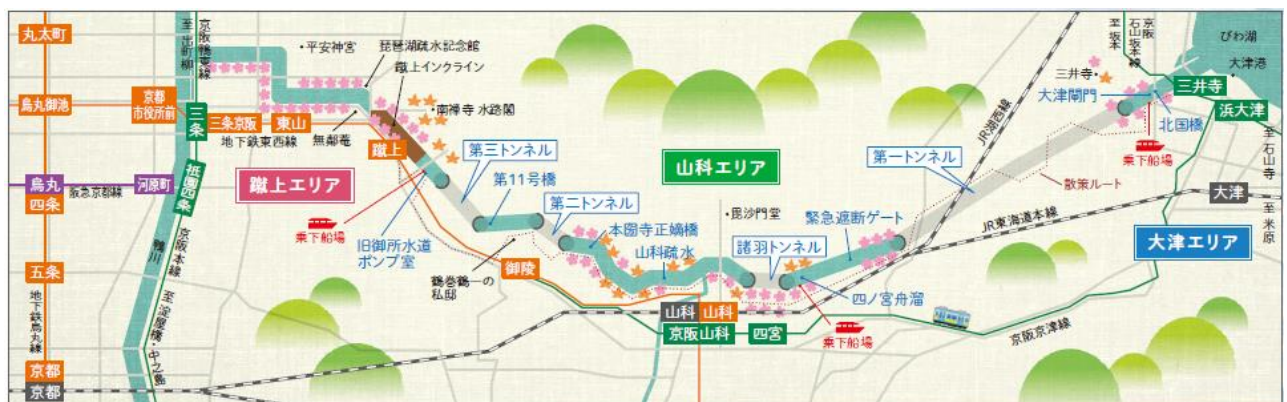 丸太町
烏丸御池
京都
市役所前
烏丸
四条
五条
地下鉄烏丸線
京都
京都
至 出町柳
京阪鴨東線
三条
河原町
祇園四条
阪急京都線
鴨川
京阪本線
至 淀屋橋・中之島
三条京阪
東山
地下鉄東西線
無鄰菴
蹴上
・平安神宮
琵琶湖疏水記念館
蹴上インクライン
・南禅寺 水路閣
蹴上エリア
乗下船場
旧御所水道
ポンプ室
第三トンネル
第11号橋
第二トンネル
鶴巻鶴一の
私邸
御陵
本圀寺正嫡橋
山科疏水
山科エリア
・毘沙門堂
諸羽トンネル
緊急遮断ゲート
四ノ宮舟溜
乗下船場
山科
山科
京阪山科
四宮
京阪京津線
第一トンネル
JR湖西線
散策ルート
JR東海道本線
大津
至 米原
大津エリア
至 坂本
京阪
石山坂本線
三井寺・
大津閘門
三井寺
びわ湖
大津港
浜大津
北国橋
乗下船場
至 石山寺